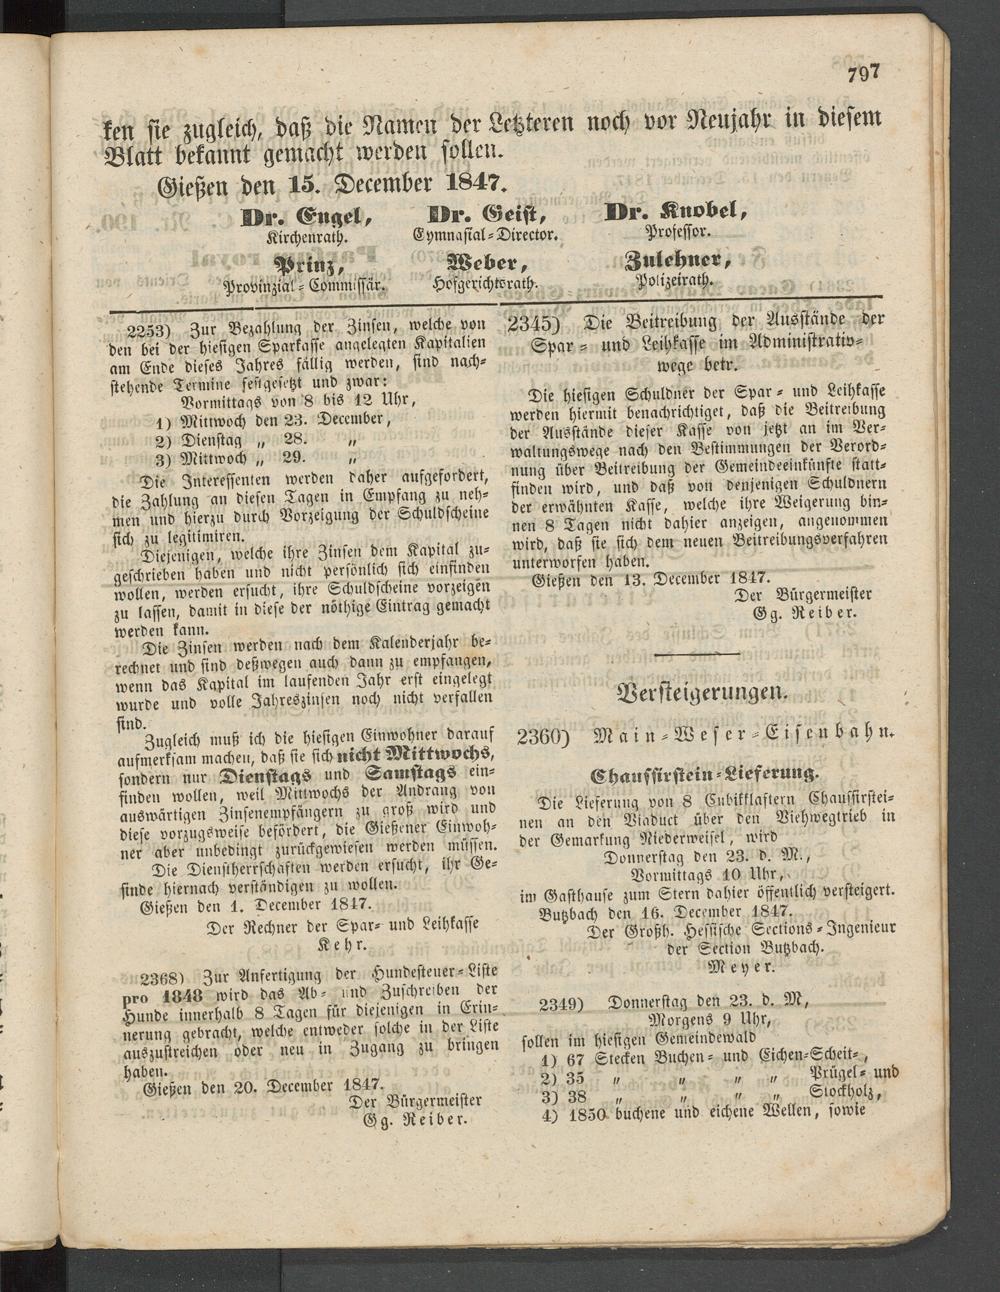 797
ken sie zugleich, daß die Namen der Letzteren noch vor Neujahr in diesem
Blatt bekannt gemacht werden sollen.
Gießen den 15. December 1847.
Dr. Engel, Dr. Geist, Dr. Knobel,
Kirchenrath. Gymnasial-Director. Professor.
Prinz, Weber, Zulehner,
Provinzial-Commissär. Hofgerichtsrath. Polizeirath.
2253) Zur Bezahlung der Zinsen, welche von
den bei der hiesigen Sparkasse angelegten Kapitalien
am Ende dieses Jahres fällig werden, sind nach-
stehende Termine festgesetzt und zwar:
Vormittags von 8 bis 12 Uhr,
1) Mittwoch den 23. December,
2) Dienstag „ 28. „
3) Mittwoch „ 29. „
Die Interessenten werden daher aufgefordert,
die Zahlung an diesen Tagen in Empfang zu neh-
men und hierzu durch Vorzeigung der Schuldscheine
sich zu legitimiren.
Diejenigen, welche ihre Zinsen dem Kapital zu-
geschrieben haben und nicht persönlich sich einfinden
wollen, werden ersucht, ihre Schuldscheine vorzeigen
zu lassen, damit in diese der nöthige Eintrag gemacht
werden kann.
Die Zinsen werden nach dem Kalenderjahr be-
rechnet und sind deßwegen auch dann zu empfangen,
wenn das Kapital im laufenden Jahr erst eingelegt
wurde und volle Jahreszinsen noch nicht verfallen
sind.
Zugleich muß ich die hiesigen Einwohner darauf
aufmerksam machen, daß sie sich nicht Mittwochs,
sondern nur Dienstags und Samstags ein-
finden wollen, weil Mittwochs der Andrang von
auswärtigen Zinsenempfängern zu groß wird und
diese vorzugsweise befördert, die Gießener Einwoh-
ner aber unbedingt zurückgewiesen werden müssen.
Die Dienstherrschaften werden ersucht, ihr Ge-
sinde hiernach verständigen zu wollen.
Gießen den 1. December 1847.
Der Rechner der Spar- und Leihkasse
Kehr.
2368) Zur Anfertigung der Hundesteuer-Liste
pro 1848 wird das Ab- und Zuschreiben der
Hunde innerhalb 8 Tagen für diejenigen in Erin-
nerung gebracht, welche entweder solche in der Liste
auszustreichen oder neu in Zugang zu bringen
haben.
Gießen den 20. December 1847.
Der Bürgermeister
Gg. Reiber.
2345) Die Beitreibung der Ausstände der
Spar- und Leihkasse im Administrativ-
wege betr.
Die hiesigen Schuldner der Spar- und Leihkasse
werden hiermit benachrichtiget, daß die Beitreibung
der Ausstände dieser Kasse von jetzt an im Ver-
waltungswege nach den Bestimmungen der Verord-
nung über Beitreibung der Gemeindeeinkünfte statt-
finden wird, und daß von denjenigen Schuldnern
der erwähnten Kasse, welche ihre Weigerung bin-
nen 8 Tagen nicht dahier anzeigen, angenommen
wird, daß sie sich dem neuen Beitreibungsverfahren
unterworfen haben.
Gießen den 13. December 1847.
Der Bürgermeister
Gg. Reiber.
Versteigerungen.
2360) Main-Weser-Eisenbahn.
Chaussirstein-Lieferung.
Die Lieferung von 8 Cubikklaftern Chaussirstei-
nen an den Viaduct über den Viehwegtrieb in
der Gemarkung Niederweisel, wird
Donnerstag den 23. d. M.,
Vormittags 10 Uhr,
im Gasthause zum Stern dahier öffentlich versteigert.
Butzbach den 16. December 1847.
Der Großh. Hessische Sections-Ingenieur
der Section Butzbach.
Meyer.
2349) Donnerstag den 23. d. M,
Morgens 9 Uhr,
sollen im hiesigen Gemeindewald
1) 67 Stecken Buchen- und Eichen-Scheit-,
2) 35 „ „ „ „ Prügel- und
3) 38 „ „ „ „ Stockholz,
4) 1850 buchene und eichene Wellen, sowie